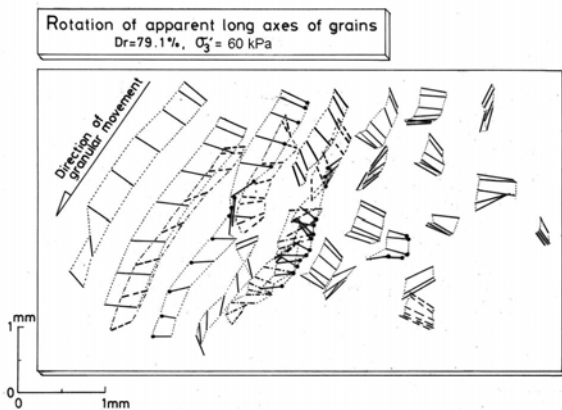 Rotation of apparent long axes of grains
Dr=79.1%, σ₃′= 60 kPa
Direction of
granular movement
1mm
0
0
1mm